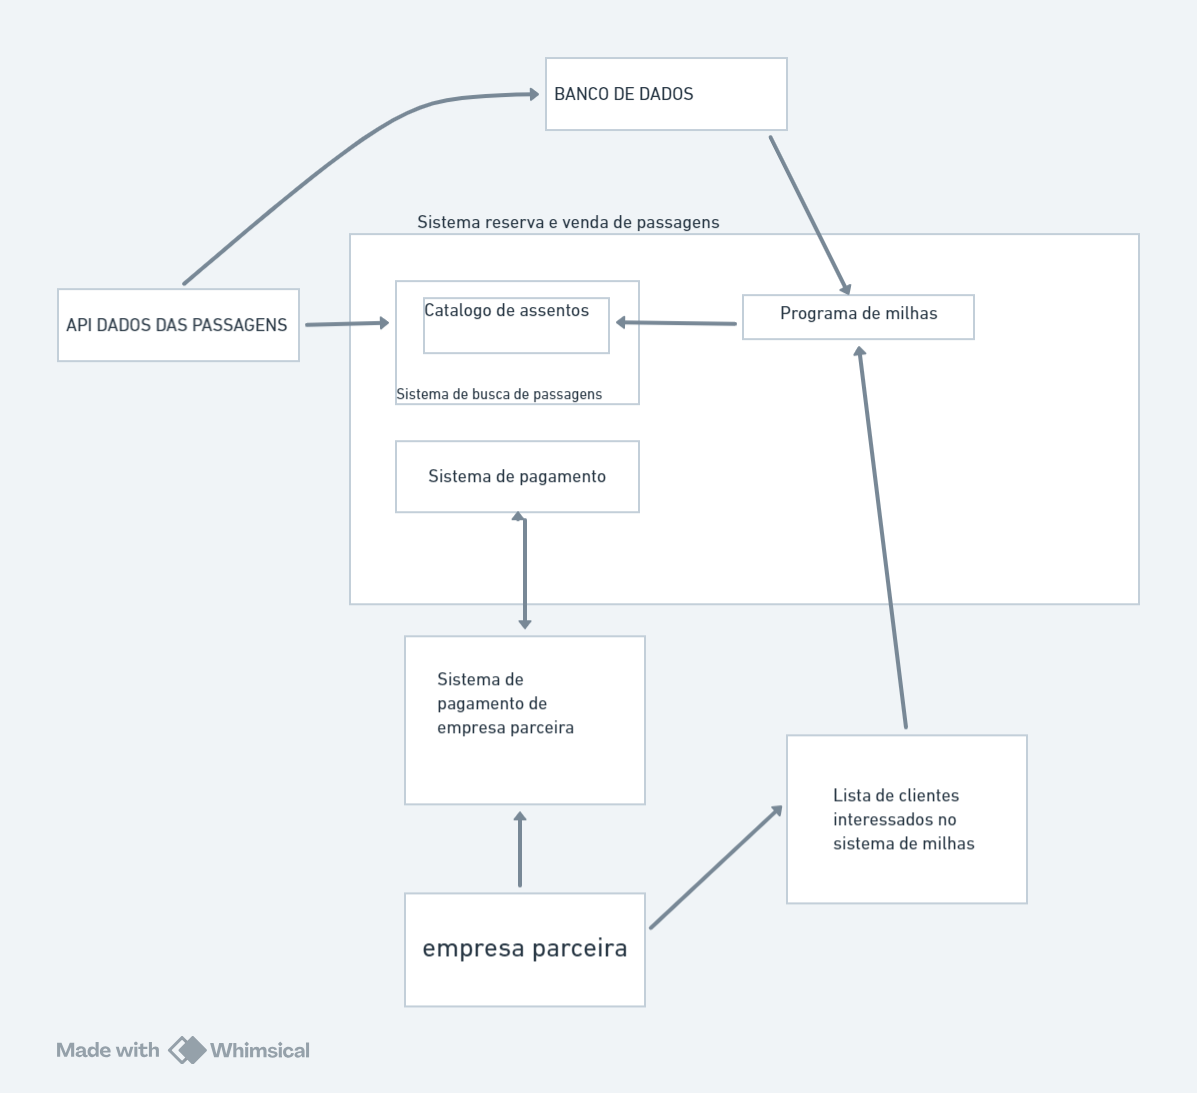 BANCO DE DADOS
Sistema reserva e venda de passagens
API DADOS DAS PASSAGENS
Catalogo de assentos
Programa de milhas
Sistema de busca de passagens
Sistema de pagamento
Sistema de
pagamento de
empresa parceira
Lista de clientes
interessados no
sistema de milhas
empresa parceira
Made with Whimsical